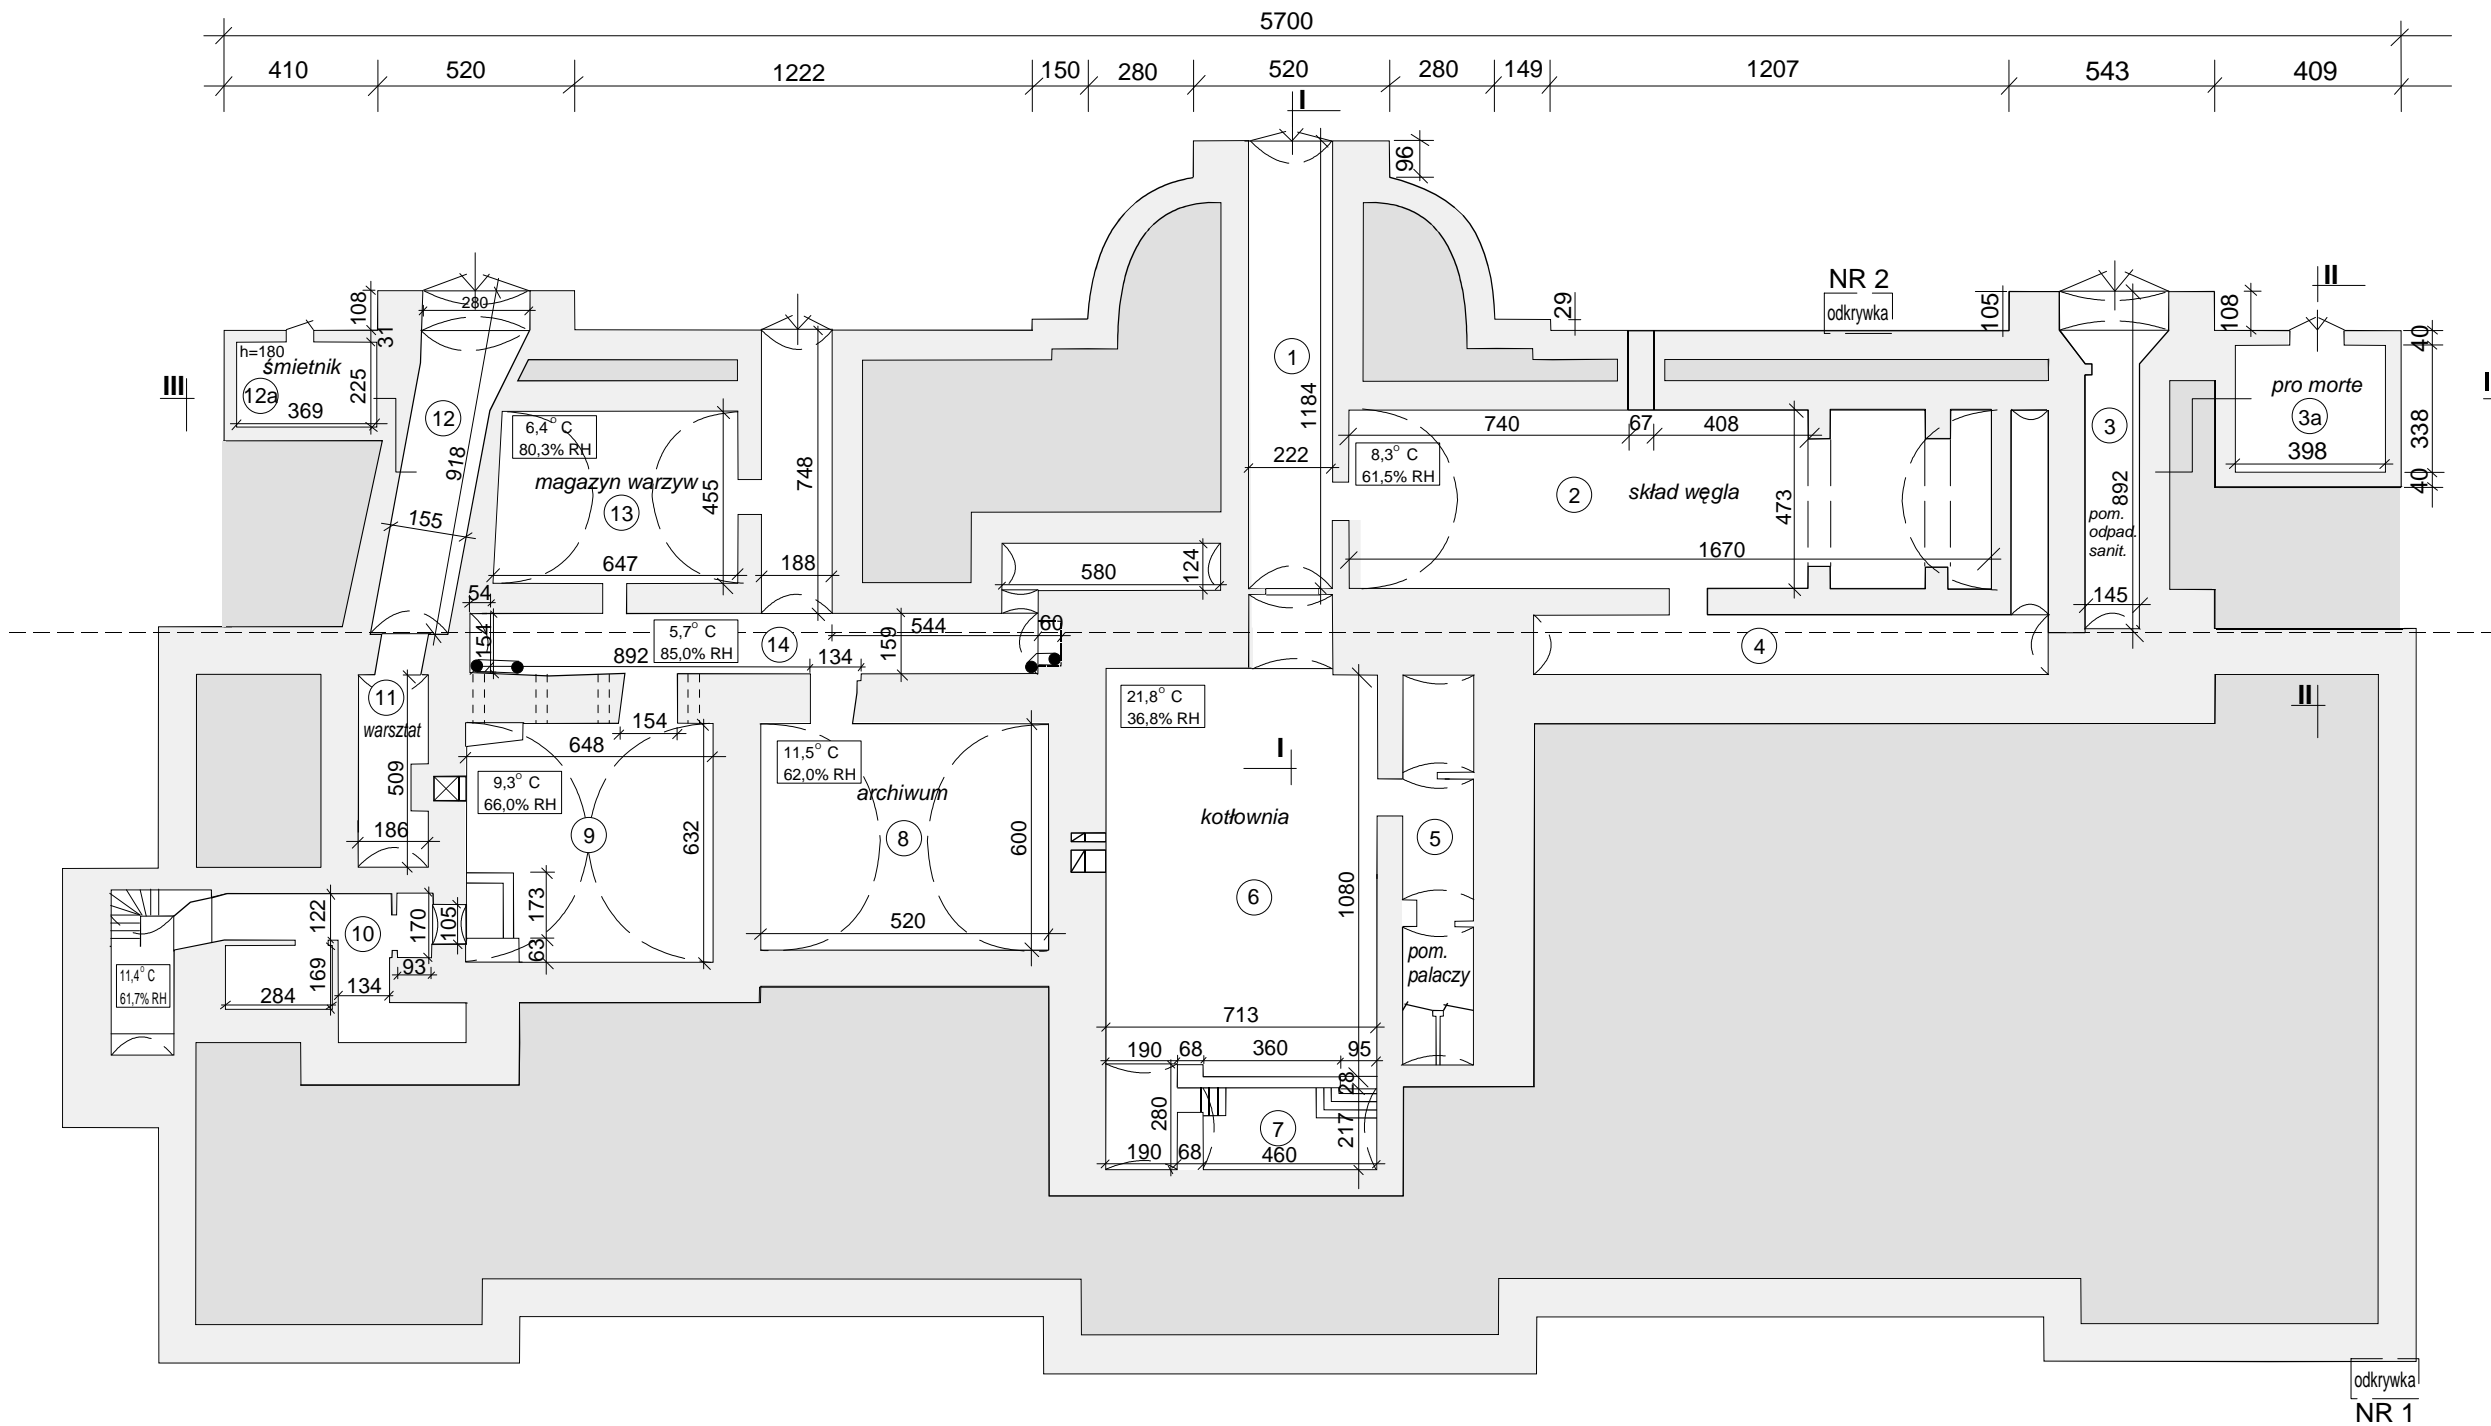 5700
410 520 1222 150 280 520 280 149 1207 543 409
I
96
NR 2
odkrywka
II
108 280 29 105 108
31 40
h=180
śmietnik
12a
225
369
III
12
918
155
6,4° C
80,3% RH
magazyn warzyw
13
455
647
748
188
1
1184
222
8,3° C
61,5% RH
740 67 408
2
skład węgla
473
1670
3
892
pom.
odpad.
sanit.
145
pro morte
3a
398
338
40
I
580
124
54
154
5,7° C
85,0% RH
14
892
134
159
544
60
4
11
warsztat
509
186
154
648
9,3° C
66,0% RH
9
632
173
63
11,5° C
62,0% RH
archiwum
8
600
520
21,8° C
36,8% RH
I
kotłownia
6
1080
713
5
pom.
palaczy
II
122
10
170
105
93
169
134
284
11,4° C
61,7% RH
190 68 360 95
28
280
7
217
190 68 460
odkrywka
NR 1